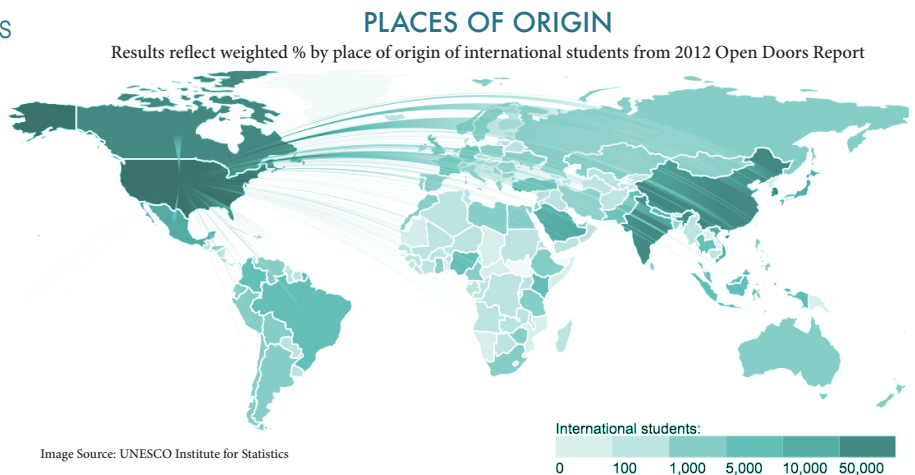 S
PLACES OF ORIGIN
Results reflect weighted % by place of origin of international students from 2012 Open Doors Report
International students:
0 100 1,000 5,000 10,000 50,000
Image Source: UNESCO Institute for Statistics